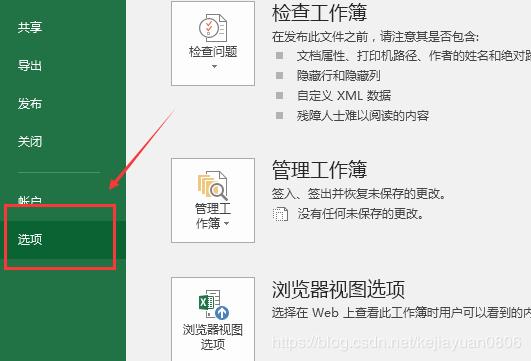 共享
导出
发布
关闭
帐户
选项
检查问题
检查工作簿
在发布此文件之前，请注意其是否包含:
文档属性、打印机路径、作者的姓名和绝对路
隐藏行和隐藏列
自定义 XML 数据
残障人士难以阅读的内容
管理工
作簿
管理工作簿
签入、签出并恢复未保存的更改。
没有任何未保存的更改。
浏览器视图
选项
浏览器视图选项
选择在 Web 上查看此工作簿时用户可以看到的内
https://blog.csdn.net/kejiayuan0806